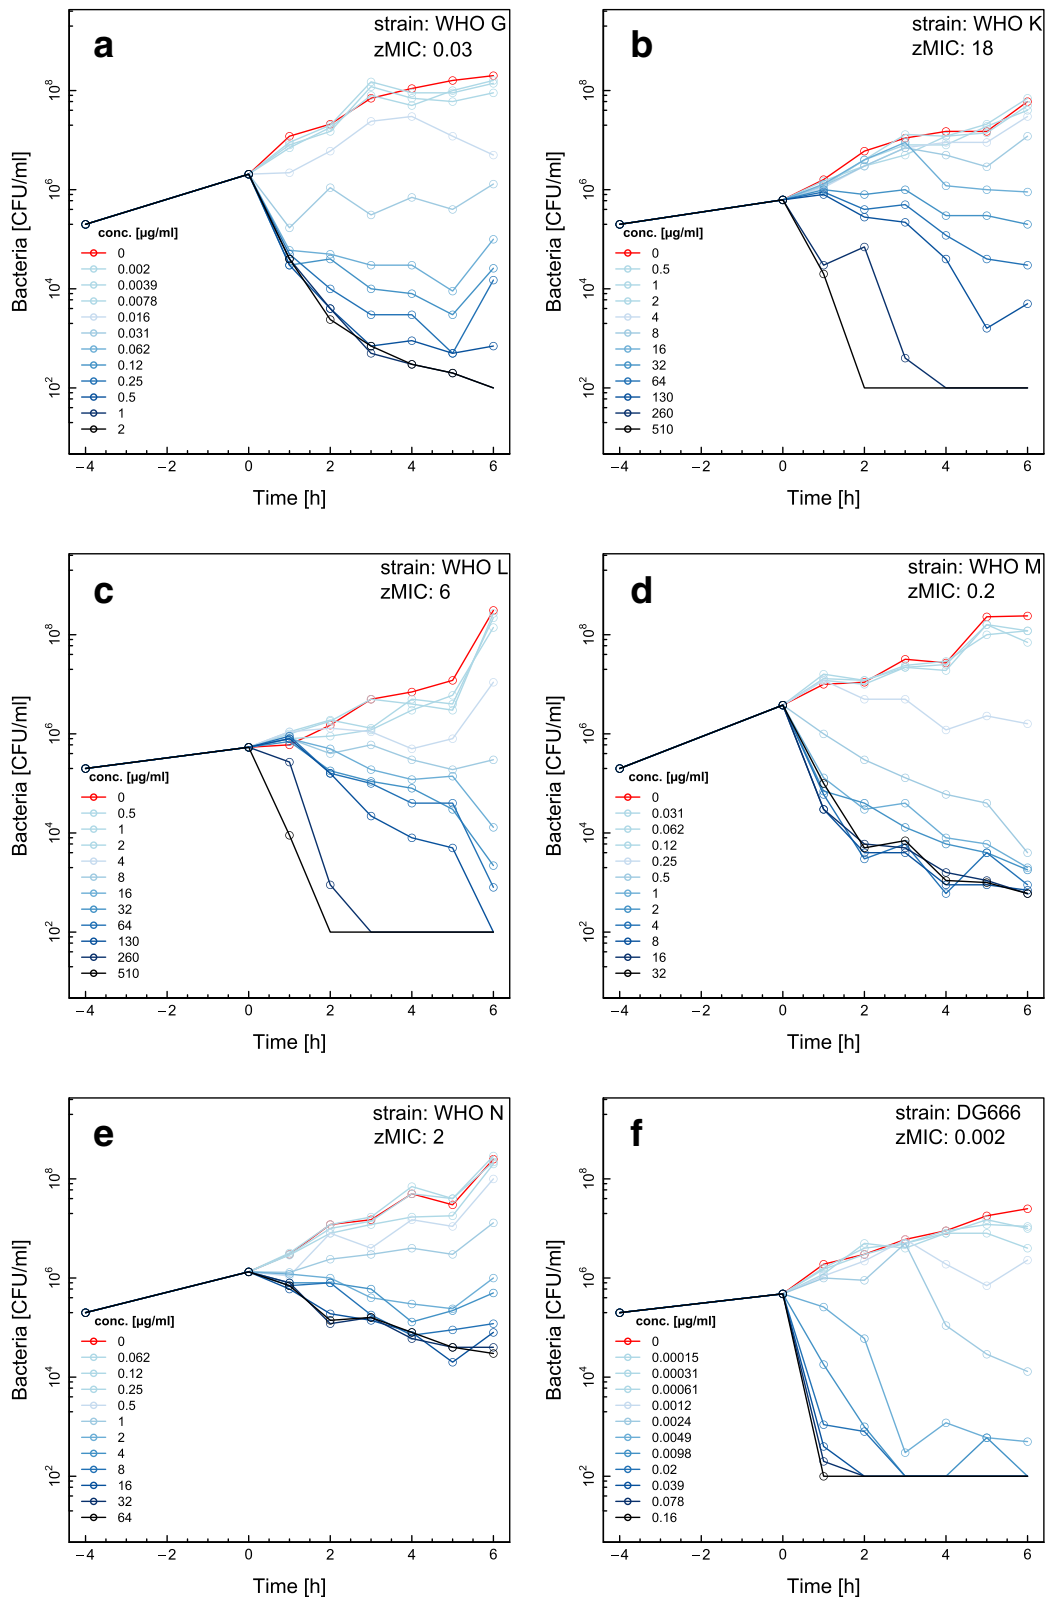 a
strain: WHO G
zMIC: 0.03
Bacteria [CFU/ml]
10^8
10^6
10^4
10^2
conc. [µg/ml]
0
0.002
0.0039
0.0078
0.016
0.031
0.062
0.12
0.25
0.5
1
2
−4 −2 0 2 4 6
Time [h]
b
strain: WHO K
zMIC: 18
Bacteria [CFU/ml]
10^8
10^6
10^4
10^2
conc. [µg/ml]
0
0.5
1
2
4
8
16
32
64
130
260
510
−4 −2 0 2 4 6
Time [h]
c
strain: WHO L
zMIC: 6
Bacteria [CFU/ml]
10^8
10^6
10^4
10^2
conc. [µg/ml]
0
0.5
1
2
4
8
16
32
64
130
260
510
−4 −2 0 2 4 6
Time [h]
d
strain: WHO M
zMIC: 0.2
Bacteria [CFU/ml]
10^8
10^6
10^4
10^2
conc. [µg/ml]
0
0.031
0.062
0.12
0.25
0.5
1
2
4
8
16
32
−4 −2 0 2 4 6
Time [h]
e
strain: WHO N
zMIC: 2
Bacteria [CFU/ml]
10^8
10^6
10^4
10^2
conc. [µg/ml]
0
0.062
0.12
0.25
0.5
1
2
4
8
16
32
64
−4 −2 0 2 4 6
Time [h]
f
strain: DG666
zMIC: 0.002
Bacteria [CFU/ml]
10^8
10^6
10^4
10^2
conc. [µg/ml]
0
0.00015
0.00031
0.00061
0.0012
0.0024
0.0049
0.0098
0.02
0.039
0.078
0.16
−4 −2 0 2 4 6
Time [h]